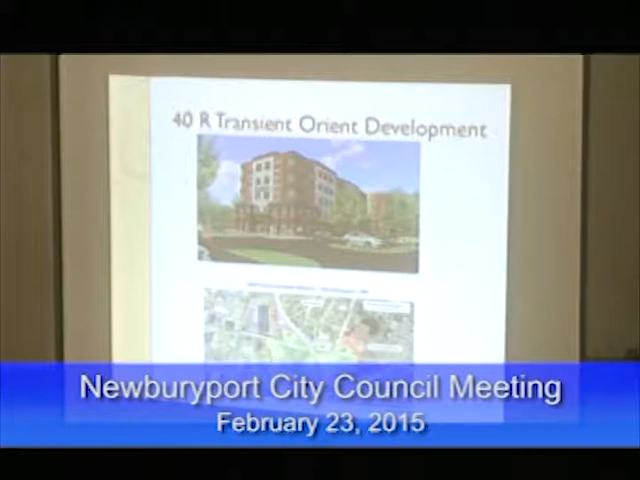 40 R Transient Orient Development
Newburyport City Council Meeting
February 23, 2015